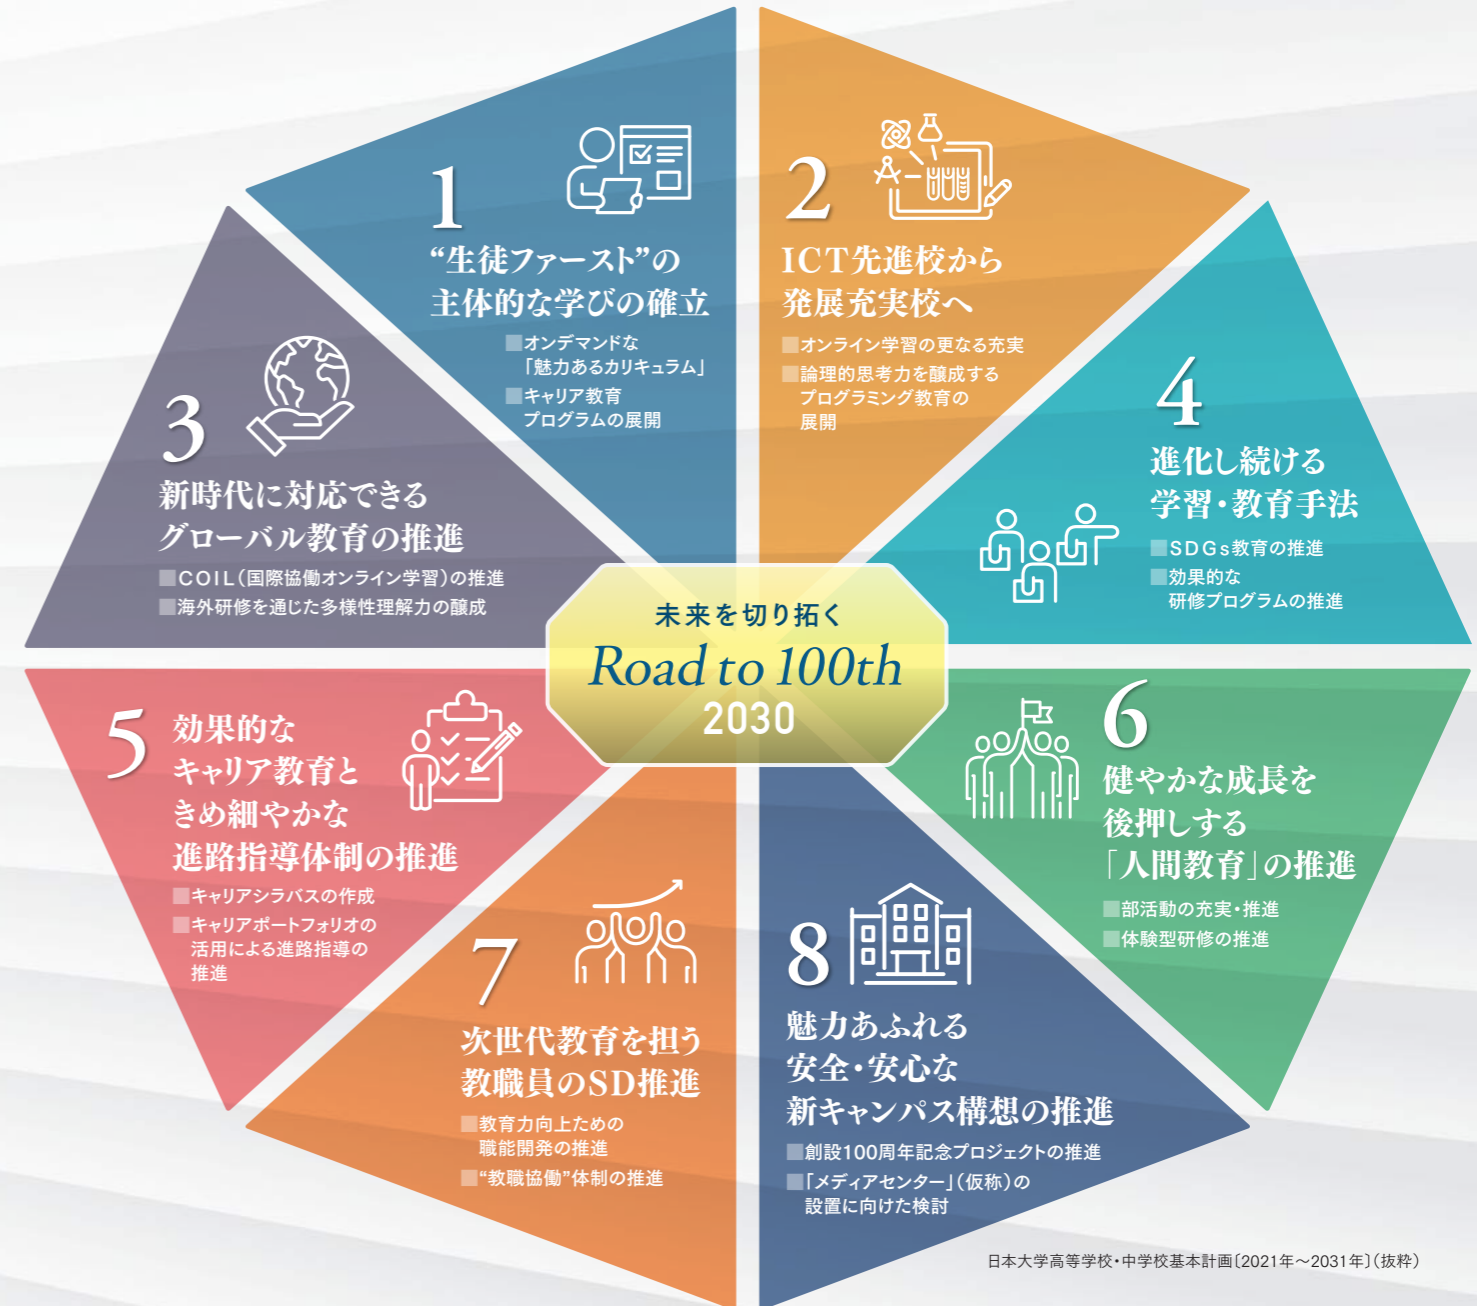 1
“生徒ファースト”の
主体的な学びの確立
■オンデマンドな
「魅力あるカリキュラム」
■キャリア教育
プログラムの展開
2
ICT先進校から
発展充実校へ
■オンライン学習の更なる充実
■論理的思考力を醸成する
プログラミング教育の
展開
3
新時代に対応できる
グローバル教育の推進
■COIL(国際協働オンライン学習)の推進
■海外研修を通じた多様性理解力の醸成
4
進化し続ける
学習・教育手法
■SDGs教育の推進
■効果的な
研修プログラムの推進
未来を切り拓く
Road to 100th
2030
5
効果的な
キャリア教育と
きめ細やかな
進路指導体制の推進
■キャリアシラバスの作成
■キャリアポートフォリオの
活用による進路指導の
推進
6
健やかな成長を
後押しする
「人間教育」の推進
■部活動の充実・推進
■体験型研修の推進
7
次世代教育を担う
教職員のSD推進
■教育力向上ための
職能開発の推進
■“教職協働”体制の推進
8
魅力あふれる
安全・安心な
新キャンパス構想の推進
■創設100周年記念プロジェクトの推進
■「メディアセンター」(仮称)の
設置に向けた検討
日本大学高等学校・中学校基本計画〔2021年〜2031年〕(抜粋)